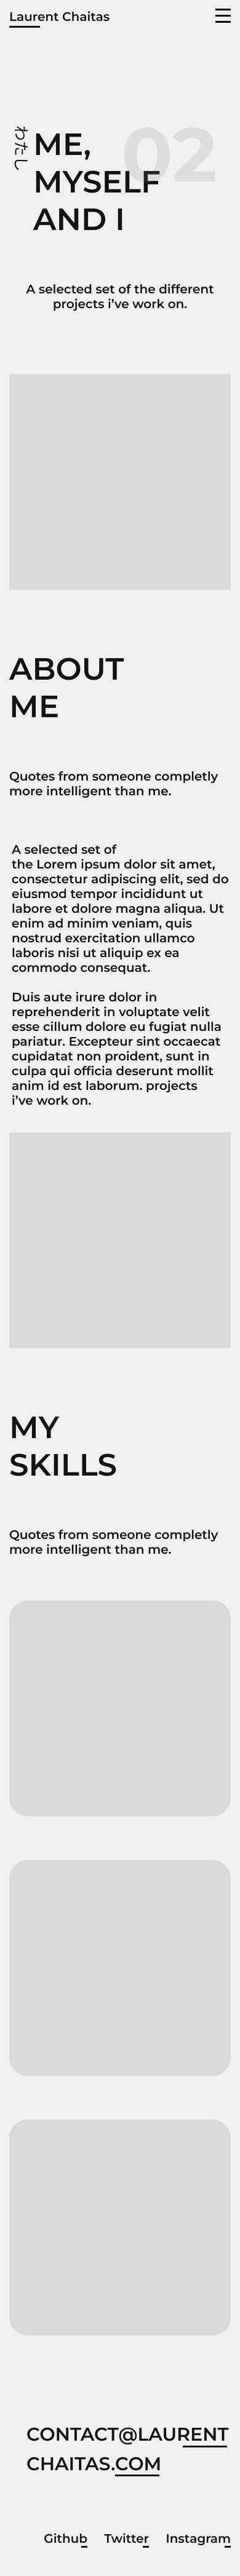 Laurent Chaitas
わたし
02
ME,
MYSELF
AND I
A selected set of the different
projects i’ve work on.
ABOUT
ME
Quotes from someone completly
more intelligent than me.
A selected set of
the Lorem ipsum dolor sit amet,
consectetur adipiscing elit, sed do
eiusmod tempor incididunt ut
labore et dolore magna aliqua. Ut
enim ad minim veniam, quis
nostrud exercitation ullamco
laboris nisi ut aliquip ex ea
commodo consequat.
Duis aute irure dolor in
reprehenderit in voluptate velit
esse cillum dolore eu fugiat nulla
pariatur. Excepteur sint occaecat
cupidatat non proident, sunt in
culpa qui officia deserunt mollit
anim id est laborum. projects
i’ve work on.
MY
SKILLS
Quotes from someone completly
more intelligent than me.
CONTACT@LAURENT
CHAITAS.COM
Github Twitter Instagram